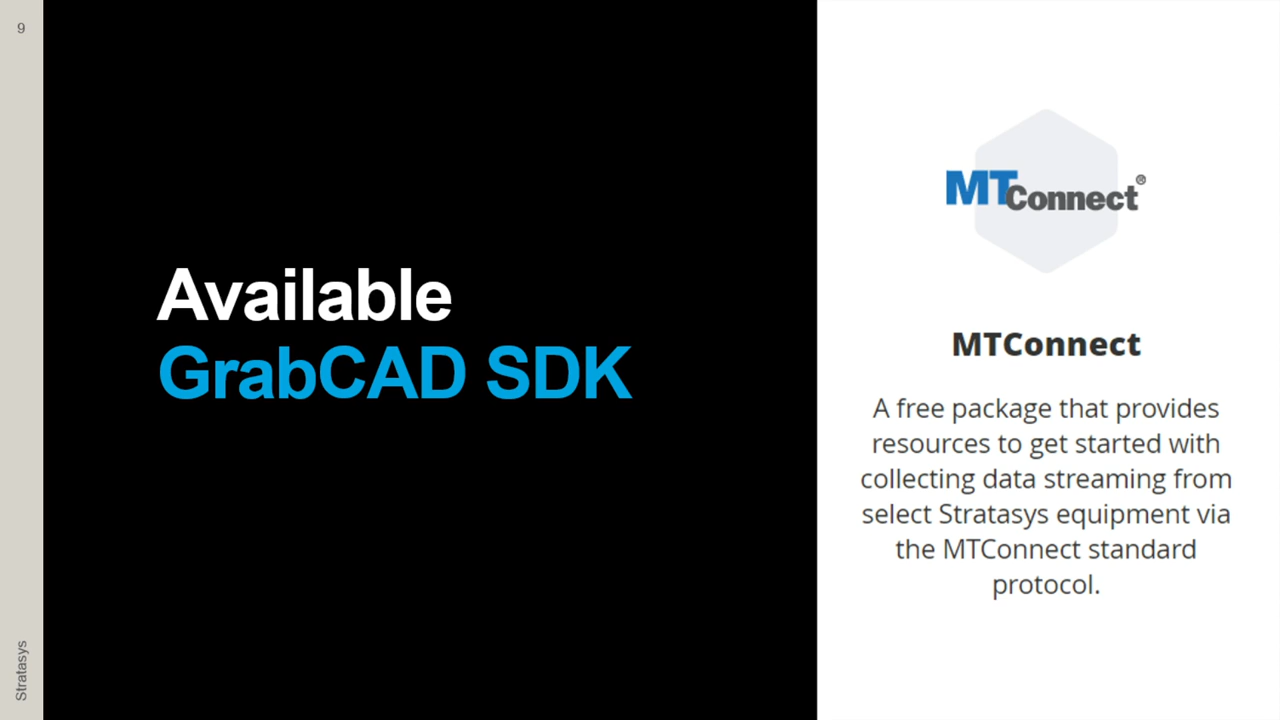 9
Available
GrabCAD SDK
MTConnect®
MTConnect
A free package that provides
resources to get started with
collecting data streaming from
select Stratasys equipment via
the MTConnect standard
protocol.
Stratasys